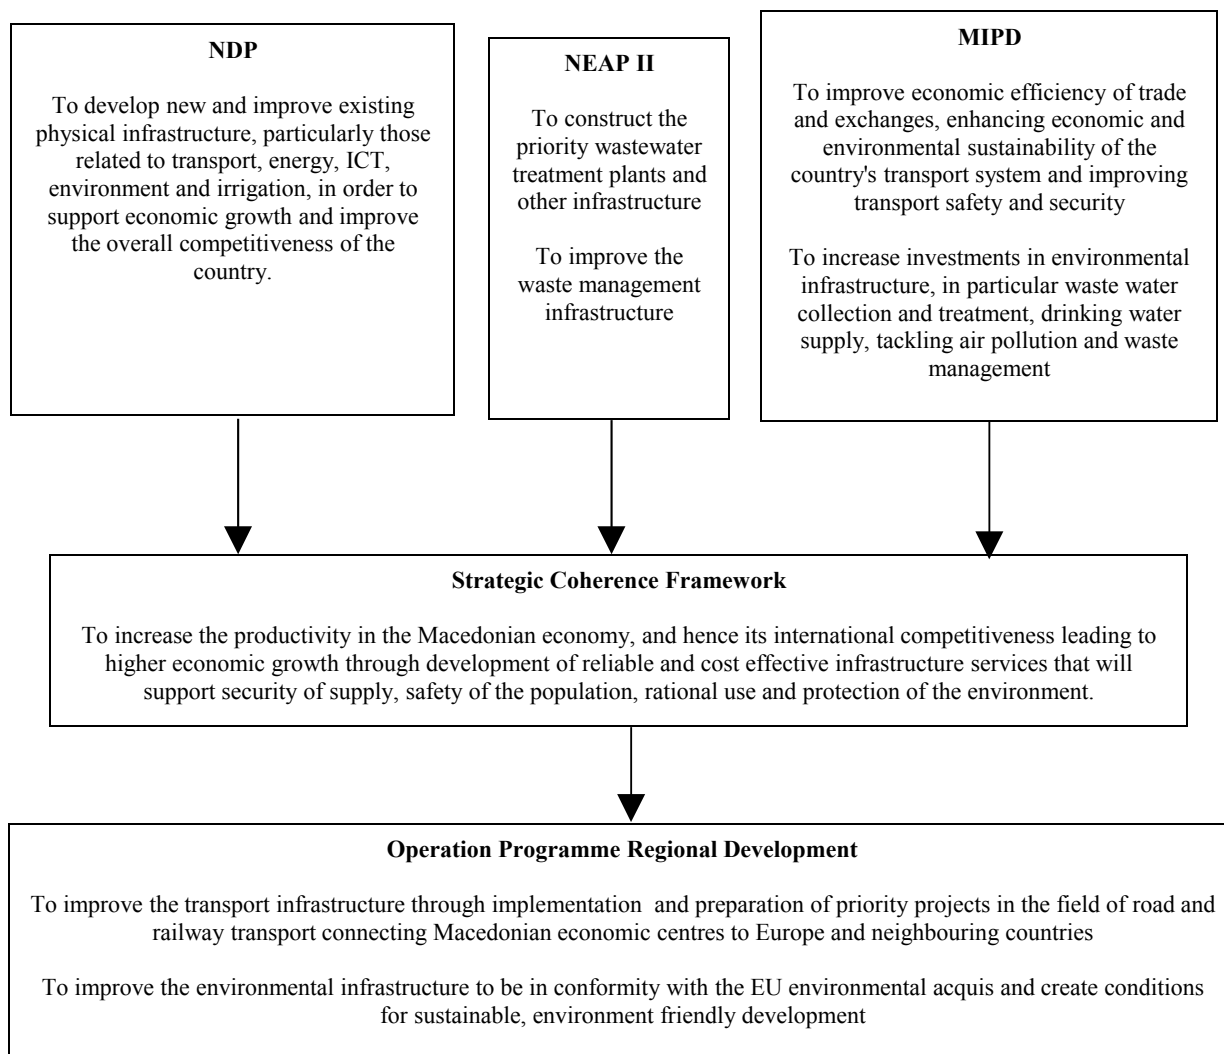 NDP
To develop new and improve existing
physical infrastructure, particularly those
related to transport, energy, ICT,
environment and irrigation, in order to
support economic growth and improve
the overall competitiveness of the
country.
NEAP II
To construct the
priority wastewater
treatment plants and
other infrastructure
To improve the
waste management
infrastructure
MIPD
To improve economic efficiency of trade
and exchanges, enhancing economic and
environmental sustainability of the
country's transport system and improving
transport safety and security
To increase investments in environmental
infrastructure, in particular waste water
collection and treatment, drinking water
supply, tackling air pollution and waste
management
Strategic Coherence Framework
To increase the productivity in the Macedonian economy, and hence its international competitiveness leading to
higher economic growth through development of reliable and cost effective infrastructure services that will
support security of supply, safety of the population, rational use and protection of the environment.
Operation Programme Regional Development
To improve the transport infrastructure through implementation and preparation of priority projects in the field of road and
railway transport connecting Macedonian economic centres to Europe and neighbouring countries
To improve the environmental infrastructure to be in conformity with the EU environmental acquis and create conditions
for sustainable, environment friendly development